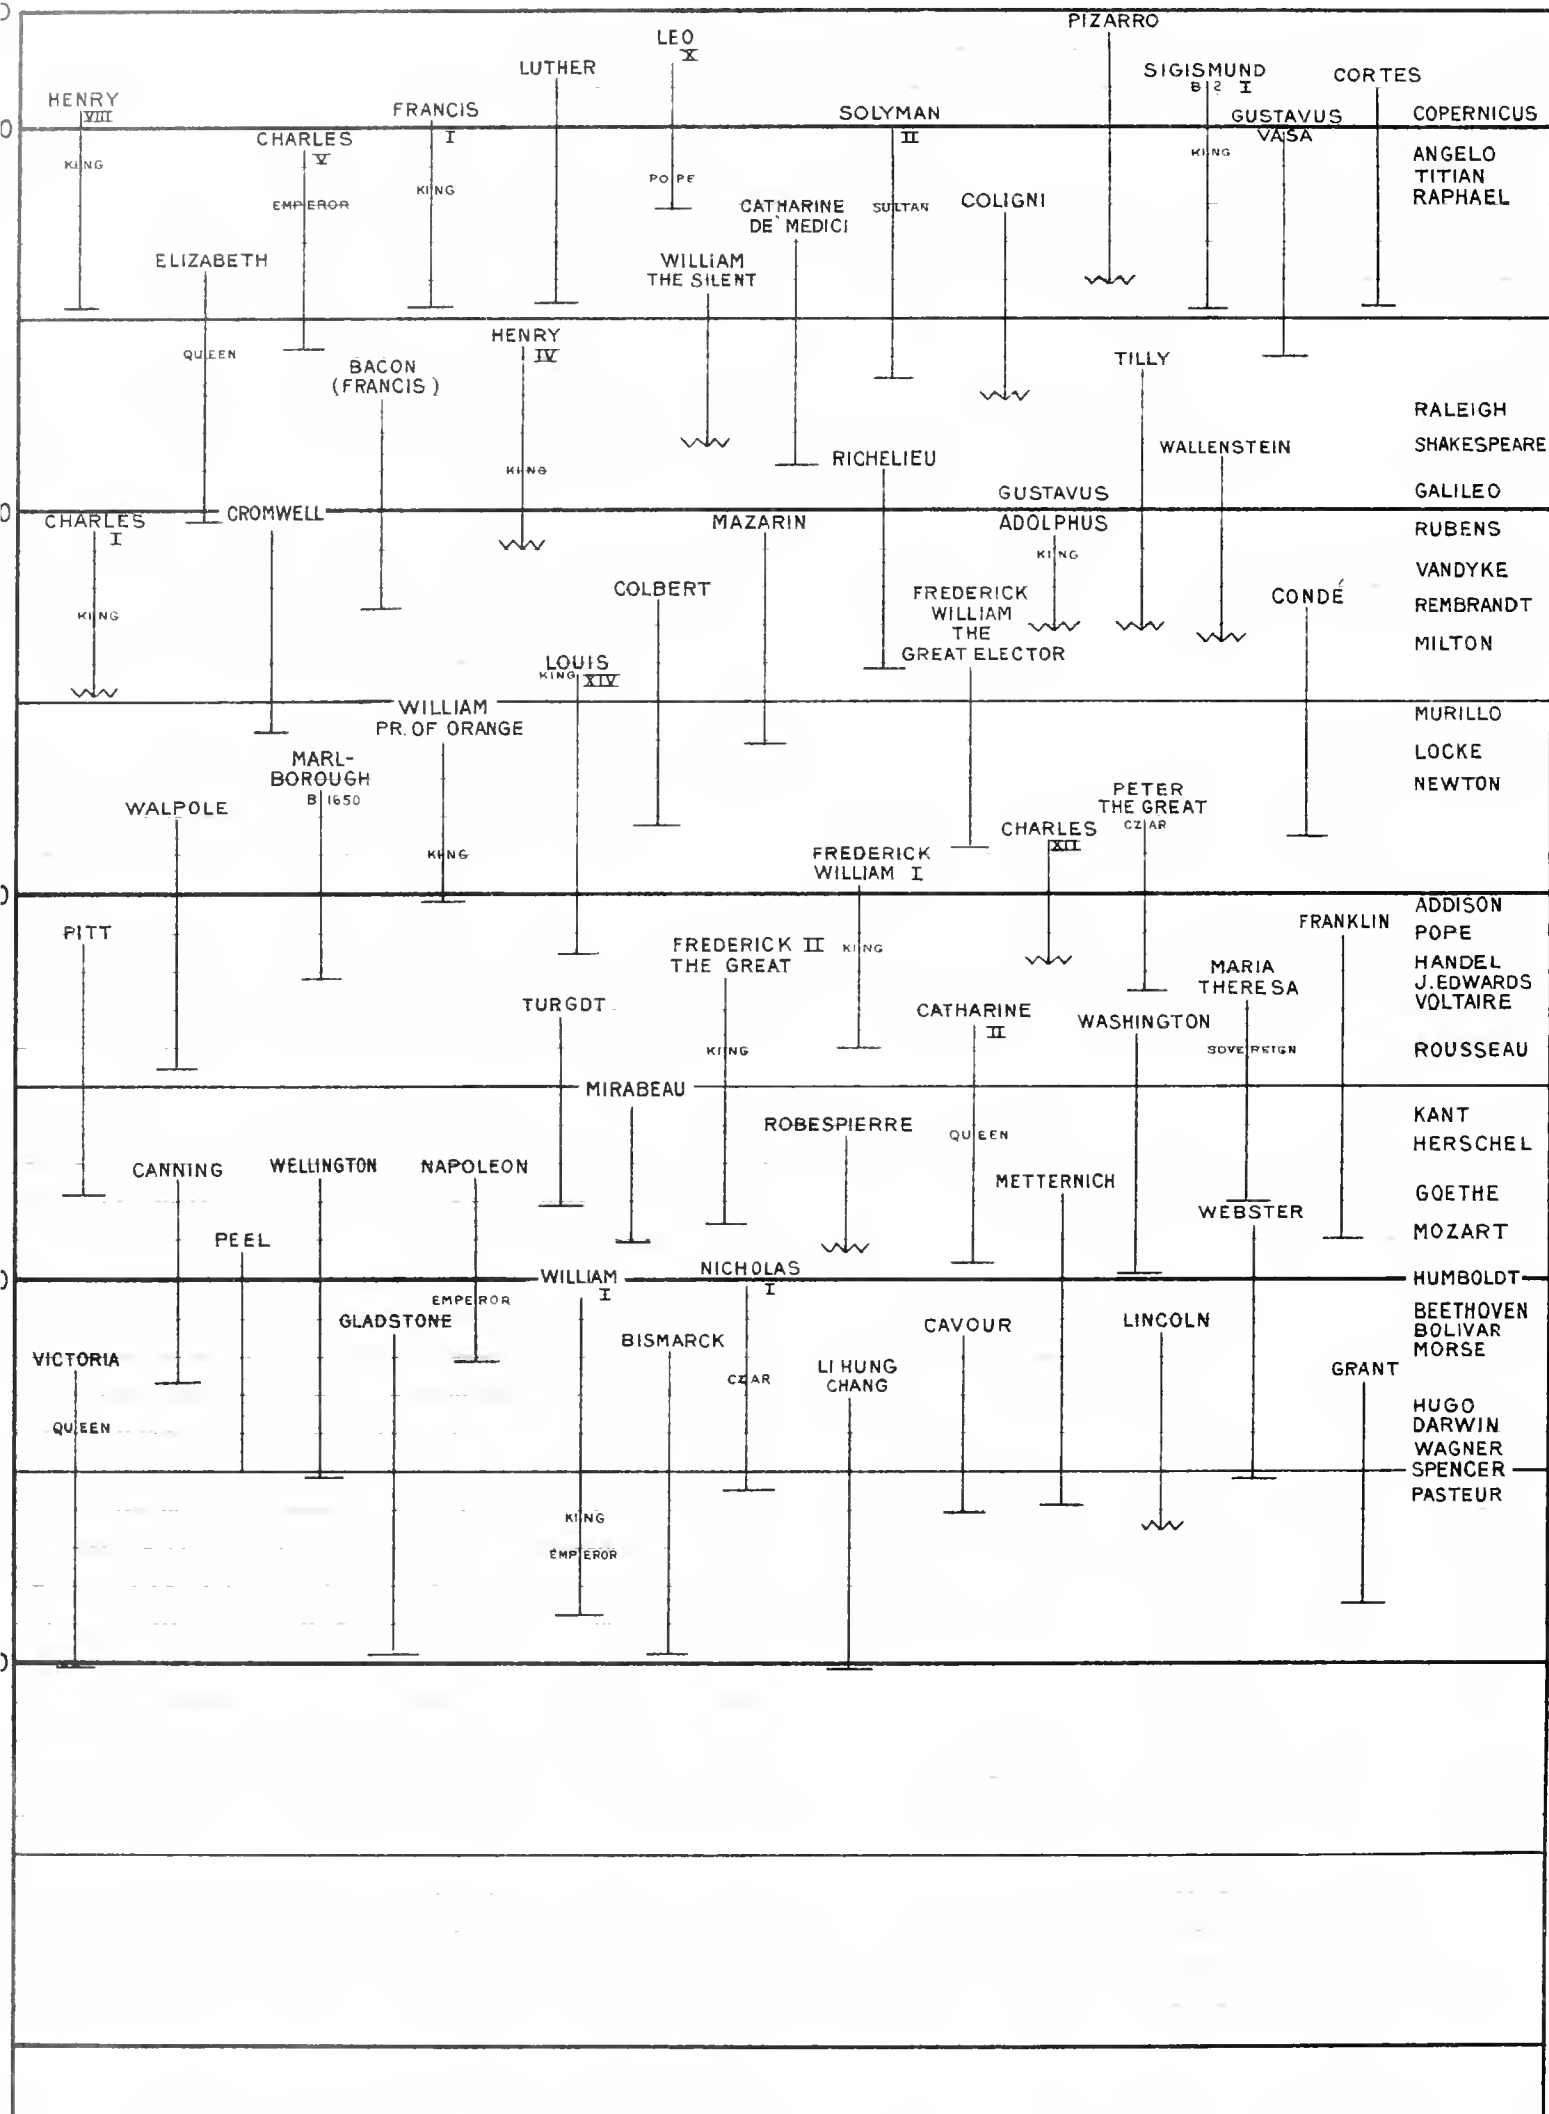 0
PIZARRO
LEO
X
LUTHER
SIGISMUND
B 2 I
CORTES
HENRY
VIII
FRANCIS
I
SOLYMAN
II
GUSTAVUS
VASA
COPERNICUS
0
CHARLES
V
KING
KING
POPE
KING
ANGELO
TITIAN
RAPHAEL
EMPEROR
CATHARINE
DE MEDICI
SULTAN
COLIGNI
ELIZABETH
WILLIAM
THE SILENT
HENRY
IV
QUEEN
BACON
(FRANCIS)
TILLY
RALEIGH
SHAKESPEARE
WALLENSTEIN
RICHELIEU
KING
GALILEO
GUSTAVUS
ADOLPHUS
KING
0
CHARLES
I
CROMWELL
MAZARIN
RUBENS
VANDYKE
COLBERT
FREDERICK
WILLIAM
THE
GREAT ELECTOR
CONDÉ
REMBRANDT
KING
MILTON
LOUIS
KING XIV
WILLIAM
PR. OF ORANGE
MURILLO
LOCKE
MARL-
BOROUGH
B 1650
NEWTON
PETER
THE GREAT
CZAR
WALPOLE
CHARLES
XII
KING
FREDERICK
WILLIAM I
0
ADDISON
PITT
FRANKLIN
POPE
FREDERICK II
THE GREAT
KING
HANDEL
MARIA
THERESA
J. EDWARDS
VOLTAIRE
TURGOT
CATHARINE
II
WASHINGTON
KING
SOVEREIGN
ROUSSEAU
MIRABEAU
ROBESPIERRE
QUEEN
KANT
HERSCHEL
CANNING
WELLINGTON
NAPOLEON
METTERNICH
GOETHE
WEBSTER
MOZART
PEEL
0
WILLIAM
I
NICHOLAS
I
HUMBOLDT
EMPEROR
GLADSTONE
BISMARCK
CAVOUR
LINCOLN
BEETHOVEN
BOLIVAR
MORSE
VICTORIA
LI HUNG
CHANG
GRANT
CZAR
QUEEN
HUGO
DARWIN
WAGNER
SPENCER
PASTEUR
KING
EMPEROR
0